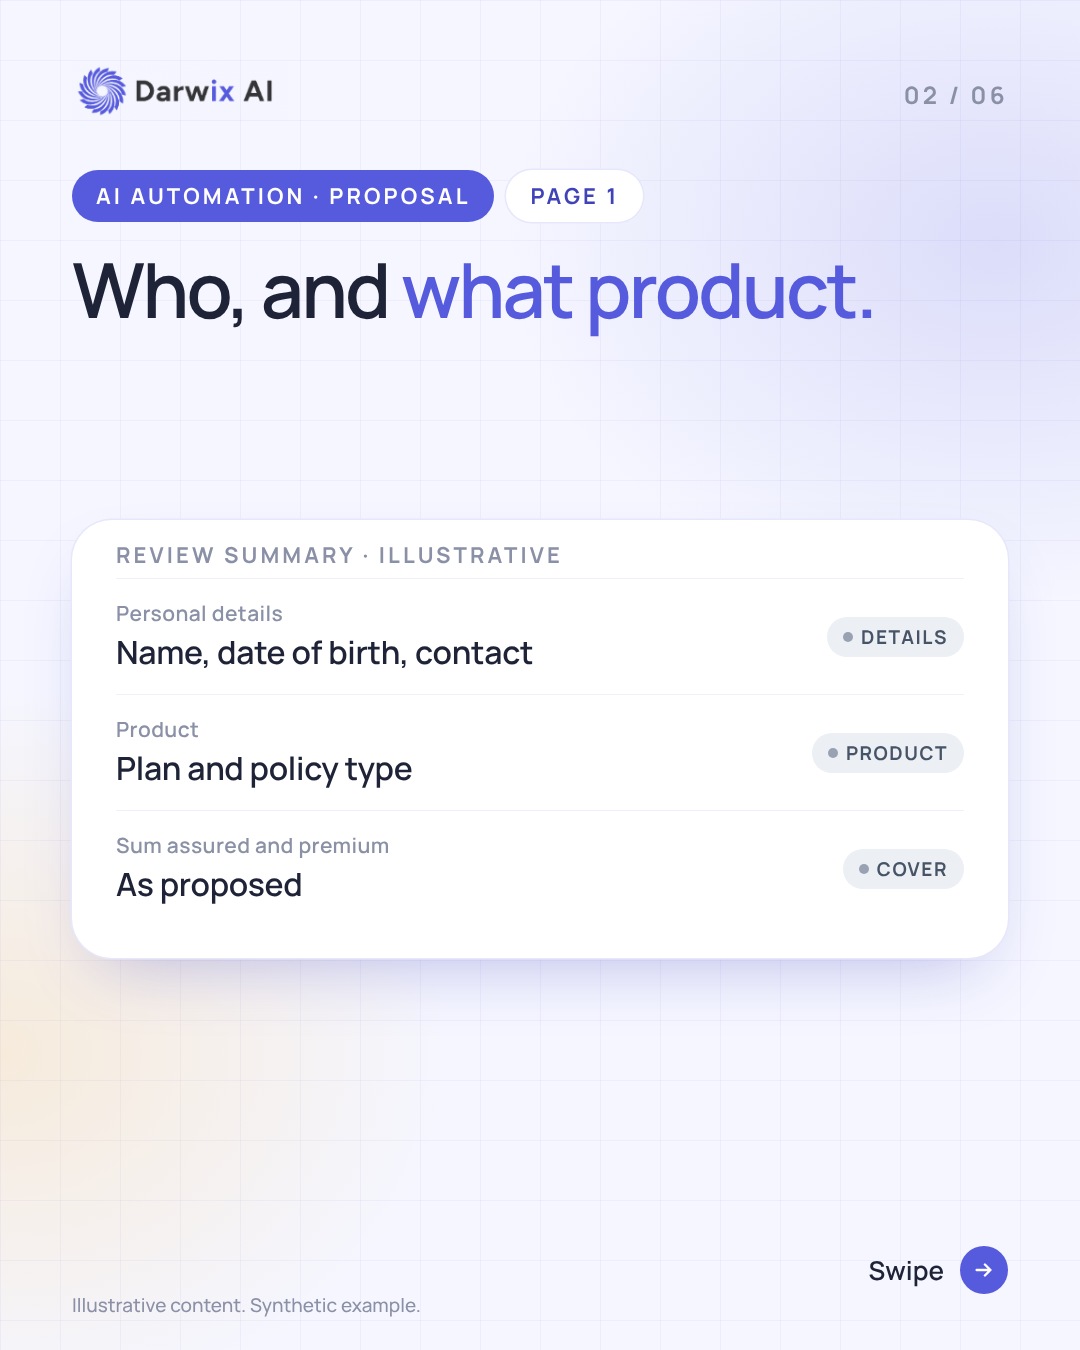 Darwix AI
02 / 06
AI AUTOMATION · PROPOSAL
PAGE 1
Who, and what product.
REVIEW SUMMARY · ILLUSTRATIVE
Personal details
Name, date of birth, contact
DETAILS
Product
Plan and policy type
PRODUCT
Sum assured and premium
As proposed
COVER
Swipe
Illustrative content. Synthetic example.